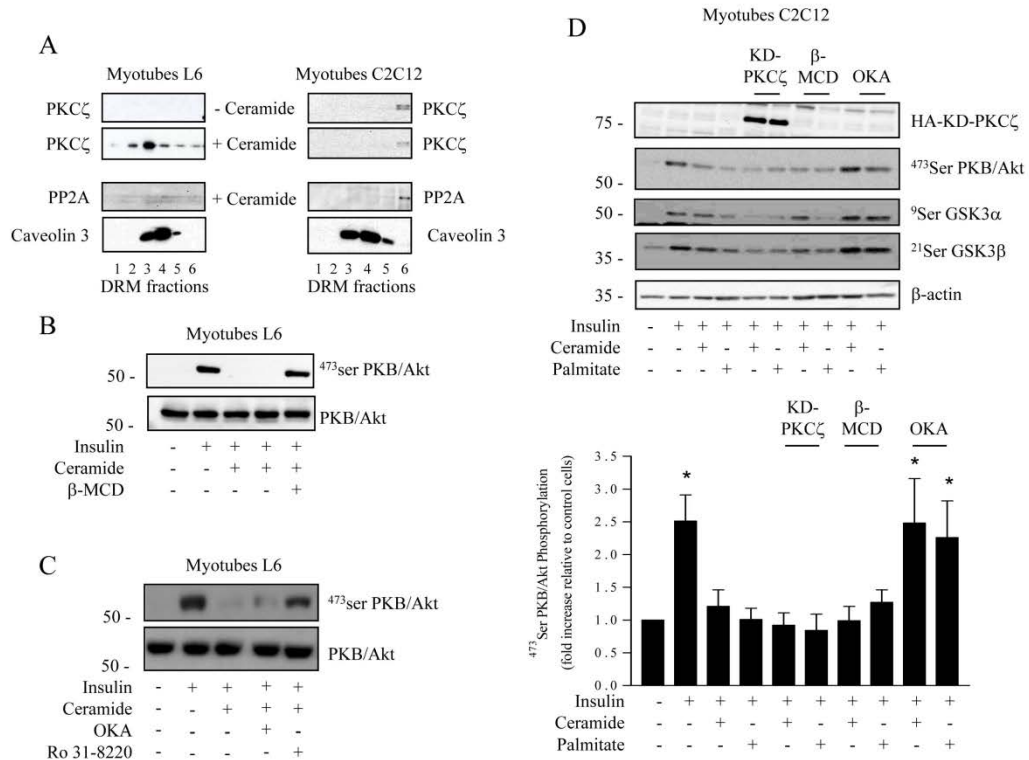 A
Myotubes L6
Myotubes C2C12
PKCζ - Ceramide PKCζ
PKCζ + Ceramide PKCζ
PP2A + Ceramide PP2A
Caveolin 3 Caveolin 3
1 2 3 4 5 6
DRM fractions
1 2 3 4 5 6
DRM fractions
B
Myotubes L6
50 - ⁴⁷³ser PKB/Akt
50 - PKB/Akt
Insulin - + + + +
Ceramide - - + + +
β-MCD - - - - +
C
Myotubes L6
50 - ⁴⁷³ser PKB/Akt
50 - PKB/Akt
Insulin - + + + +
Ceramide - - + + +
OKA - - - + -
Ro 31-8220 - - - - +
D
Myotubes C2C12
KD-PKCζ
β-MCD
OKA
75 - HA-KD-PKCζ
50 - ⁴⁷³Ser PKB/Akt
50 - ⁹Ser GSK3α
35 - ²¹Ser GSK3β
35 - β-actin
Insulin - + + + + + + + + +
Ceramide - - + - + - + - + -
Palmitate - - - + - + - + - +
KD-PKCζ
β-MCD
OKA
⁴⁷³Ser PKB/Akt Phosphorylation
(fold increase relative to control cells)
3.5
3.0
2.5
2.0
1.5
1.0
0.5
0.0
* * *
Insulin - + + + + + + + + +
Ceramide - - + - + - + - + -
Palmitate - - - + - + - + - +